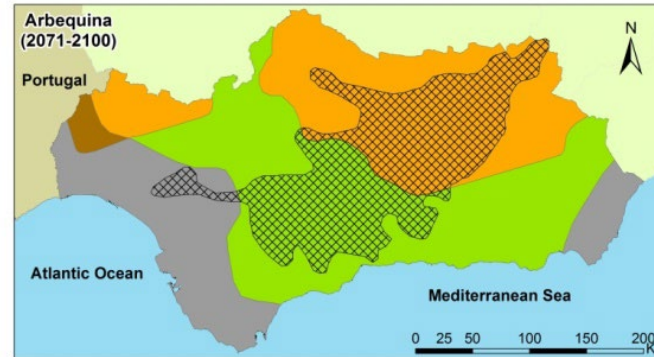 Arbequina
(2071-2100)
Portugal
N
Atlantic Ocean
Mediterranean Sea
0 25 50 100 150 200
K